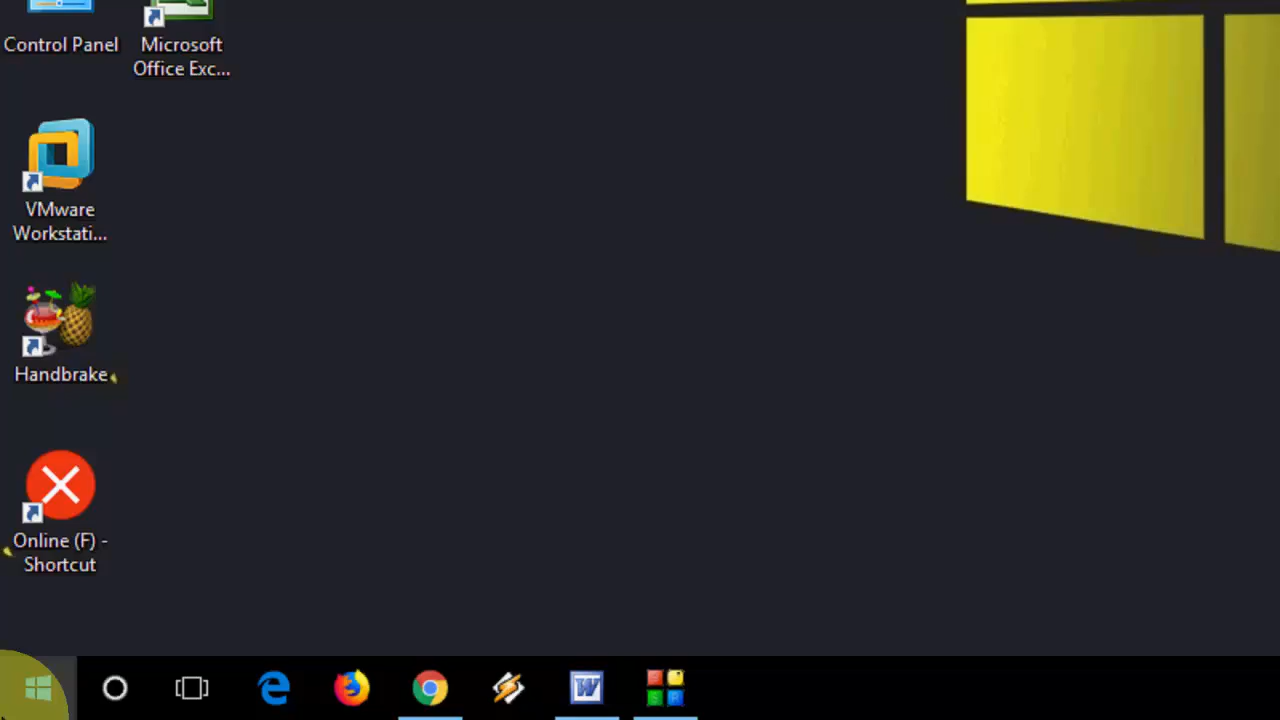 Control Panel
Microsoft
Office Exc...
VMware
Workstati...
Handbrake
Online (F) -
Shortcut